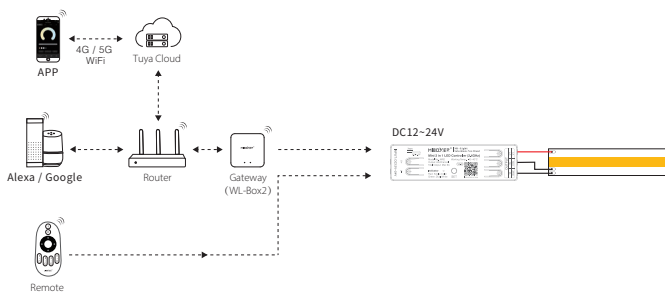 4G / 5G
WiFi
APP
Tuya Cloud
DC12~24V
Alexa / Google
Router
Gateway
(WL-Box2)
Remote